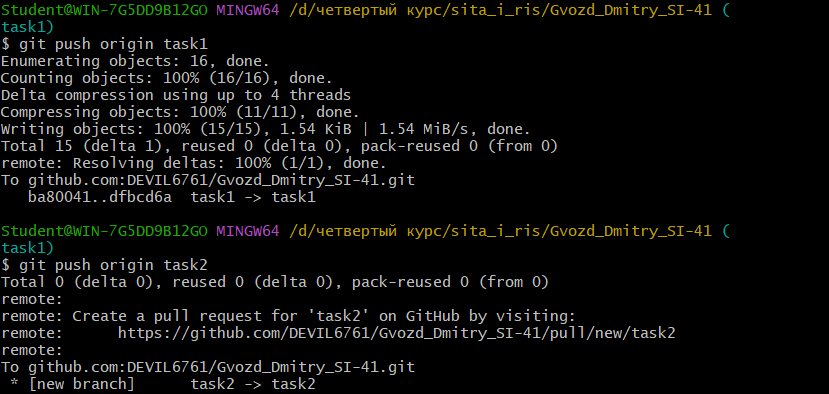 Student@WIN-7G5DD9B12GO MINGW64 /d/четвертый курс/sita_i_ris/Gvozd_Dmitry_SI-41 (
task1)
$ git push origin task1
Enumerating objects: 16, done.
Counting objects: 100% (16/16), done.
Delta compression using up to 4 threads
Compressing objects: 100% (11/11), done.
Writing objects: 100% (15/15), 1.54 KiB | 1.54 MiB/s, done.
Total 15 (delta 1), reused 0 (delta 0), pack-reused 0 (from 0)
remote: Resolving deltas: 100% (1/1), done.
To github.com:DEVIL6761/Gvozd_Dmitry_SI-41.git
   ba80041..dfbcd6a  task1 -> task1

Student@WIN-7G5DD9B12GO MINGW64 /d/четвертый курс/sita_i_ris/Gvozd_Dmitry_SI-41 (
task1)
$ git push origin task2
Total 0 (delta 0), reused 0 (delta 0), pack-reused 0 (from 0)
remote:
remote: Create a pull request for 'task2' on GitHub by visiting:
remote:      https://github.com/DEVIL6761/Gvozd_Dmitry_SI-41/pull/new/task2
remote:
To github.com:DEVIL6761/Gvozd_Dmitry_SI-41.git
 * [new branch]      task2 -> task2